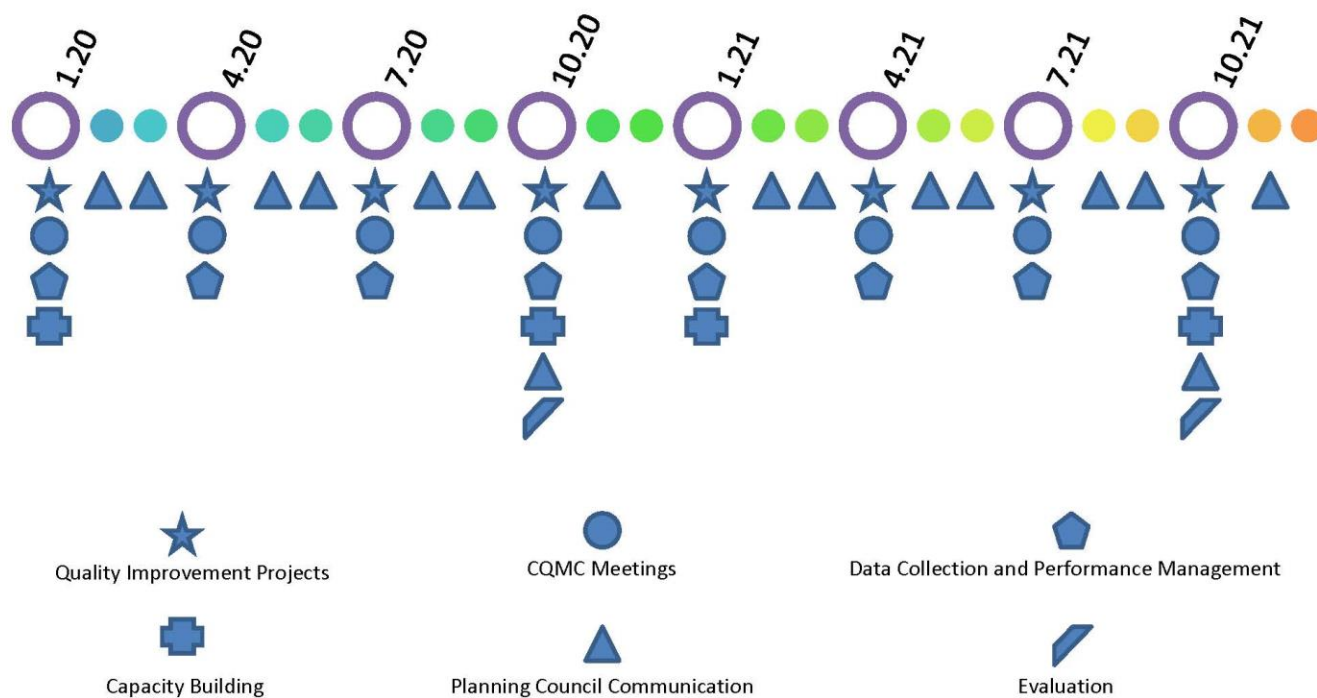 1.20
4.20
7.20
10.20
1.21
4.21
7.21
10.21
Quality Improvement Projects
CQMC Meetings
Data Collection and Performance Management
Capacity Building
Planning Council Communication
Evaluation